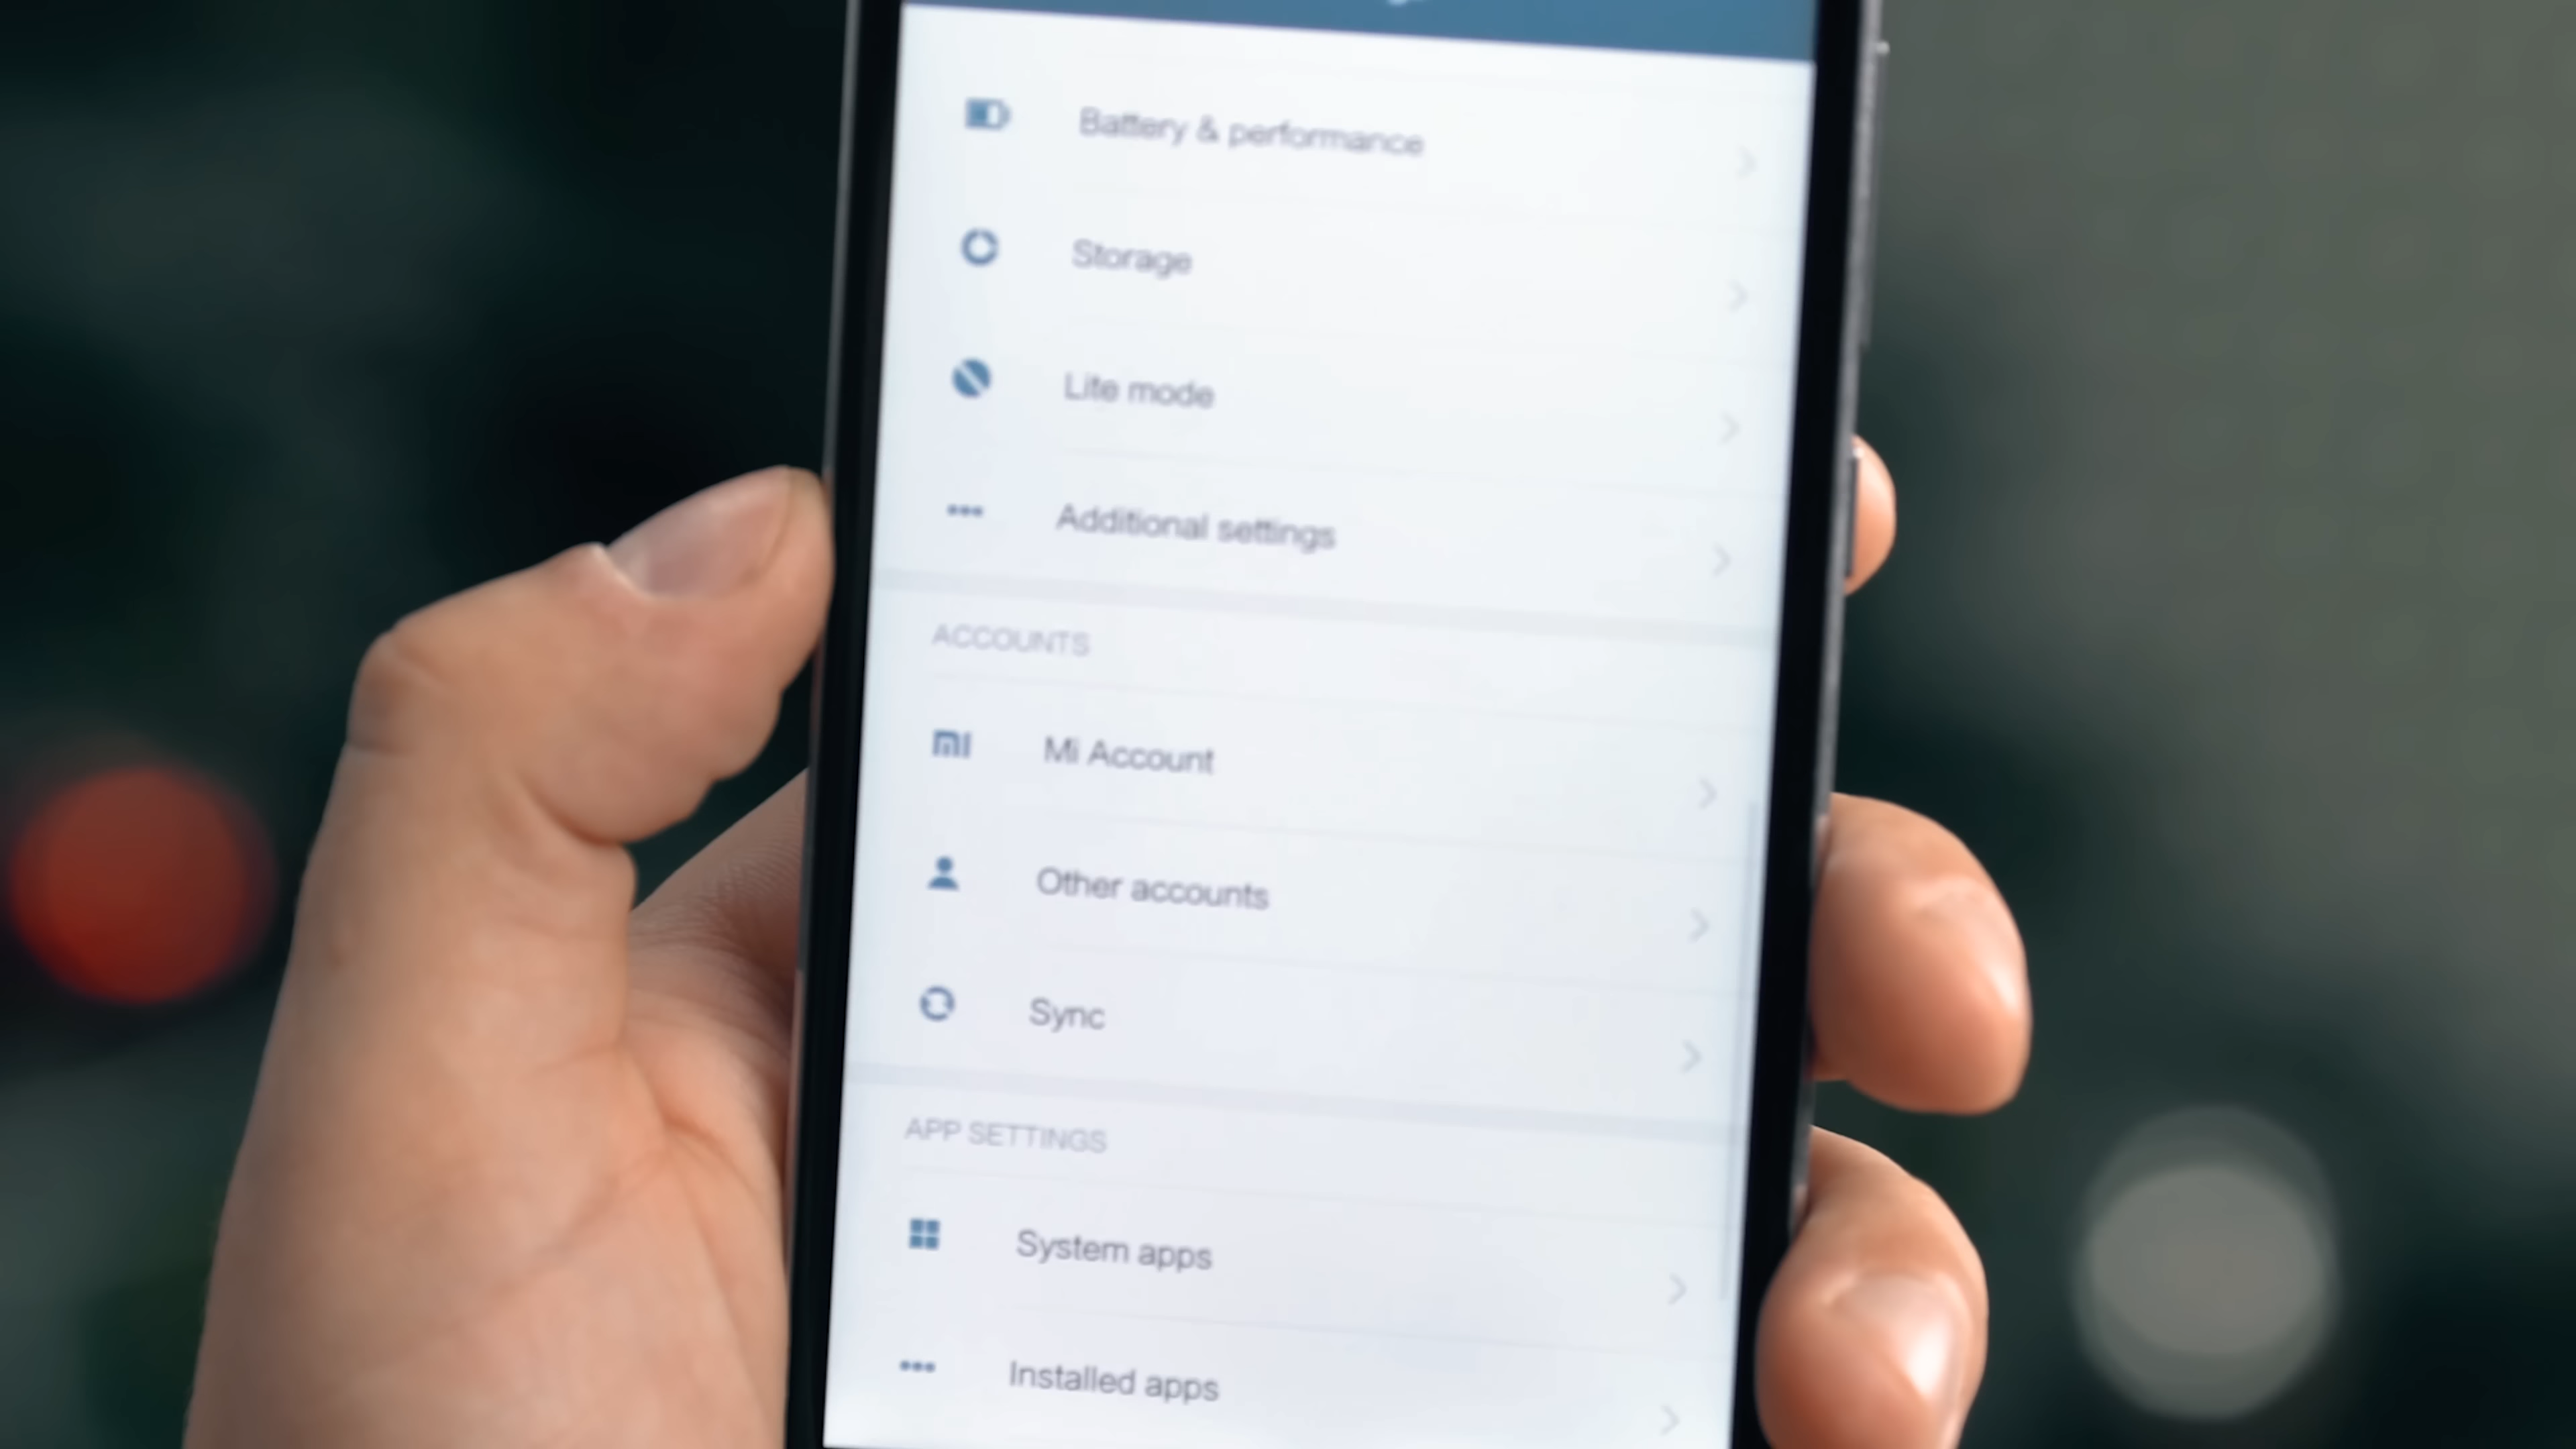 Battery & performance
Storage
Lite mode
Additional settings
ACCOUNTS
Mi Account
Other accounts
Sync
APP SETTINGS
System apps
Installed apps